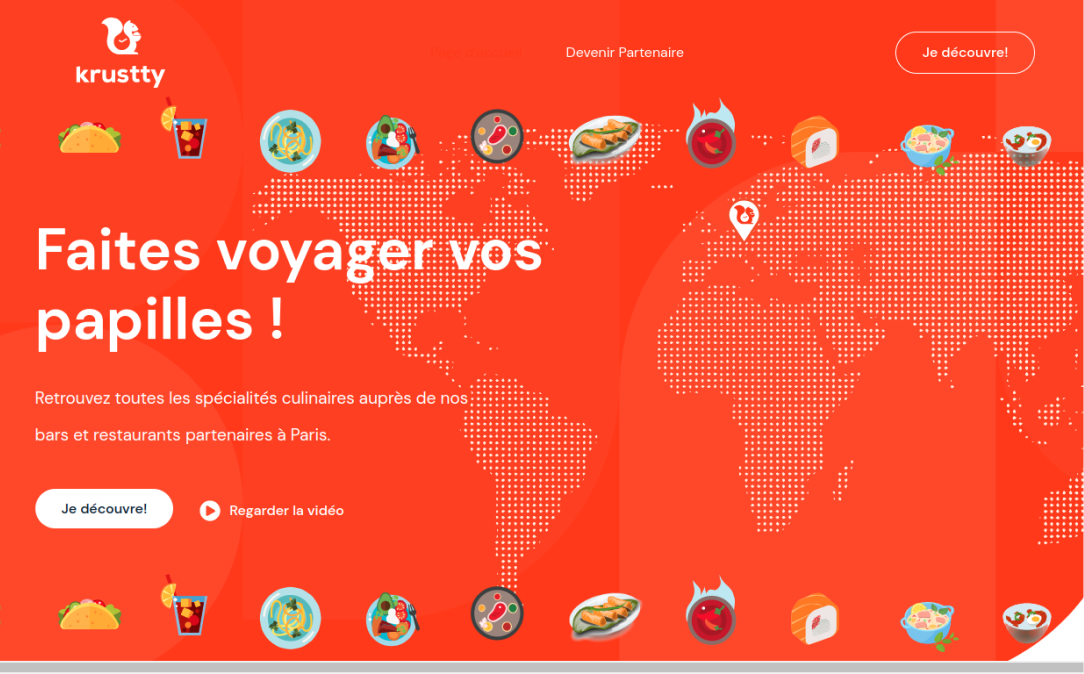 krustty
Devenir Partenaire
Je découvre!
Faites voyager vos
papilles !
Retrouvez toutes les spécialités culinaires auprès de nos
bars et restaurants partenaires à Paris.
Je découvre!
Regarder la vidéo